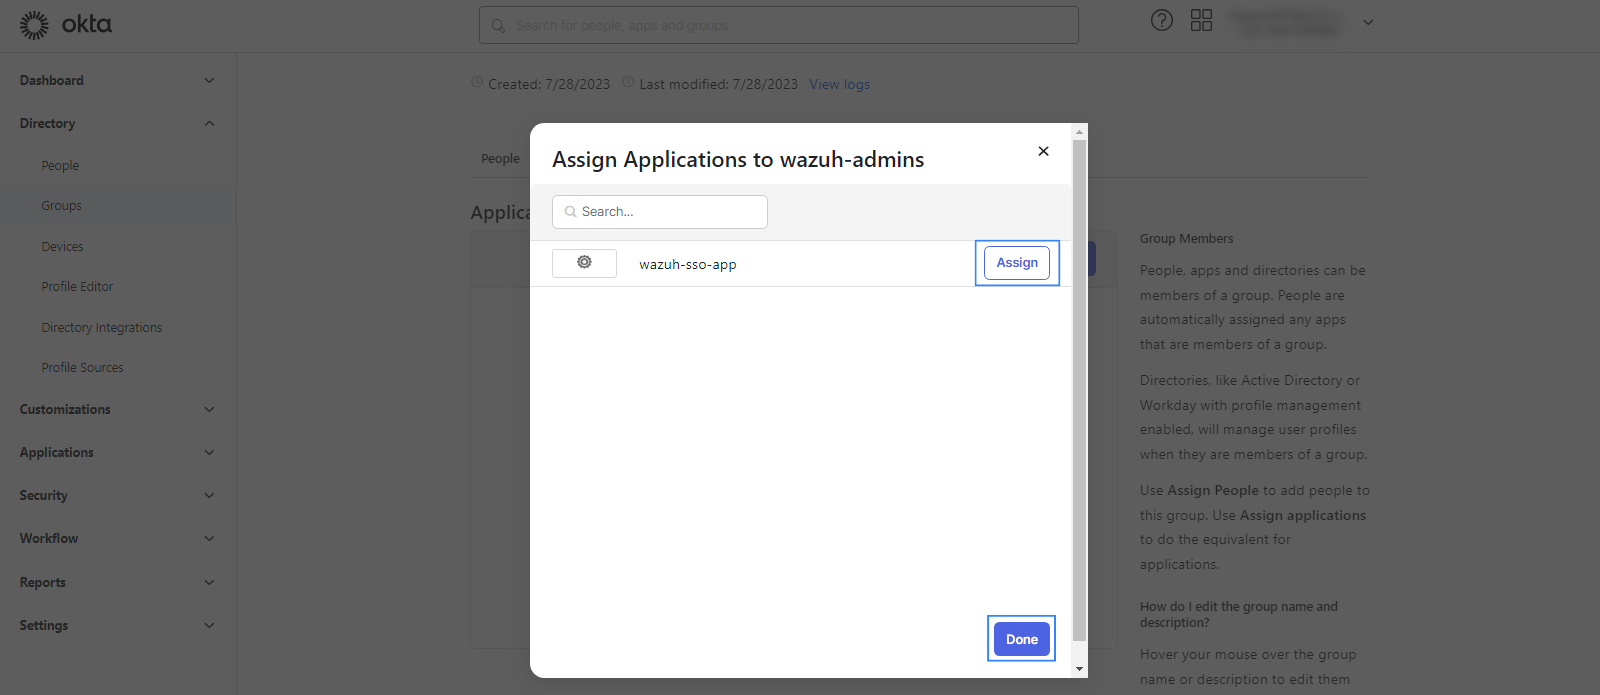 okta
Search for people, apps and groups
Dashboard
Directory
People
Groups
Devices
Profile Editor
Directory Integrations
Profile Sources
Customizations
Applications
Security
Workflow
Reports
Settings
Created: 7/28/2023 Last modified: 7/28/2023 View logs
People
Applica
Assign Applications to wazuh-admins
Search...
wazuh-sso-app
Assign
Done
Group Members
People, apps and directories can be
members of a group. People are
automatically assigned any apps
that are members of a group.
Directories, like Active Directory or
Workday with profile management
enabled, will manage user profiles
when they are members of a group.
Use Assign People to add people to
this group. Use Assign applications
to do the equivalent for
applications.
How do I edit the group name and
description?
Hover your mouse over the group
name or description to edit them